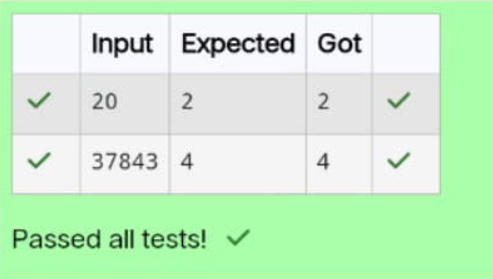 Input Expected Got
20 2 2
37843 4 4
Passed all tests!